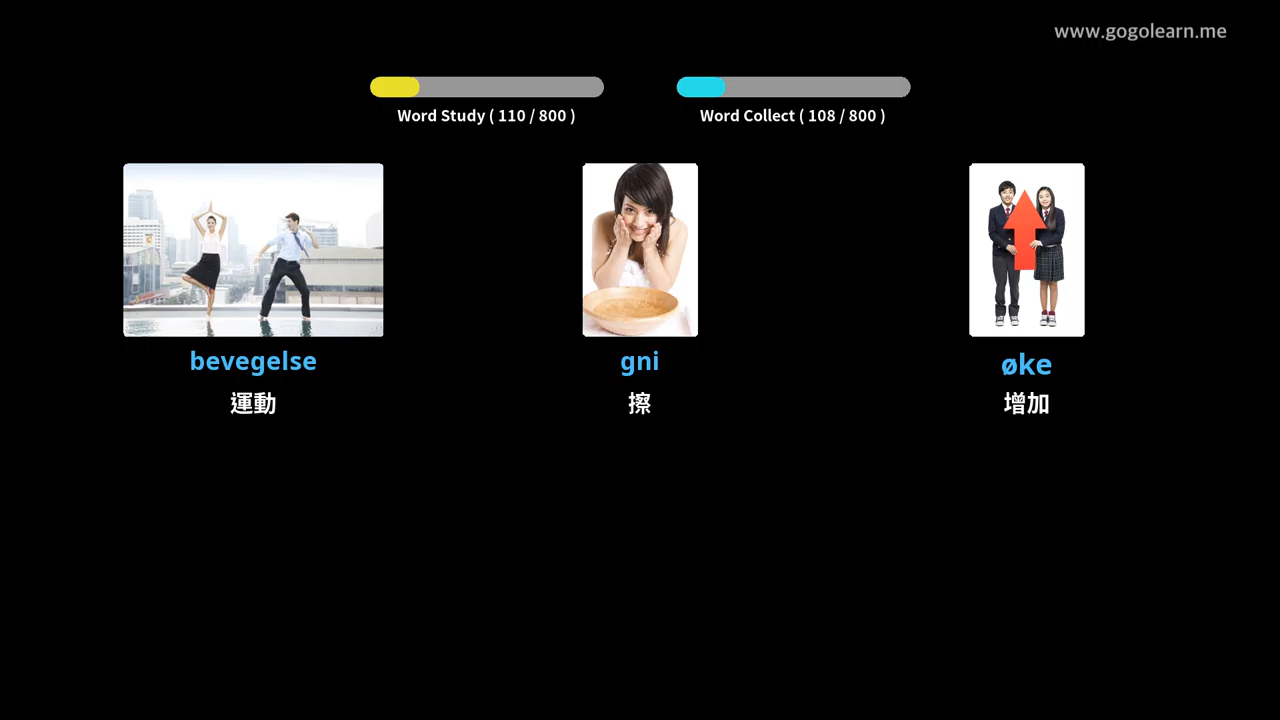 www.gogolearn.me
Word Study ( 110 / 800 )
Word Collect ( 108 / 800 )
bevegelse
運動
gni
擦
øke
增加